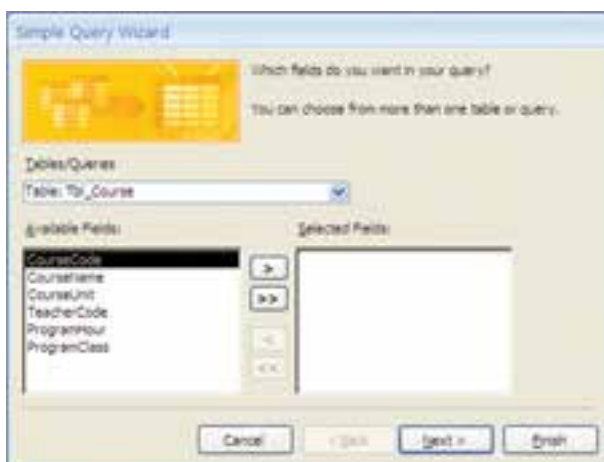 Simple Query Wizard
Which fields do you want in your query?
You can choose from more than one table or query.
Tables/Queries
Table: Tbl_Course
Available Fields:
Selected Fields:
CourseCode
CourseName
CourseUnit
TeacherCode
ProgramHour
ProgramClass
>
>>
<
<<
Cancel
< Back
Next >
Finish